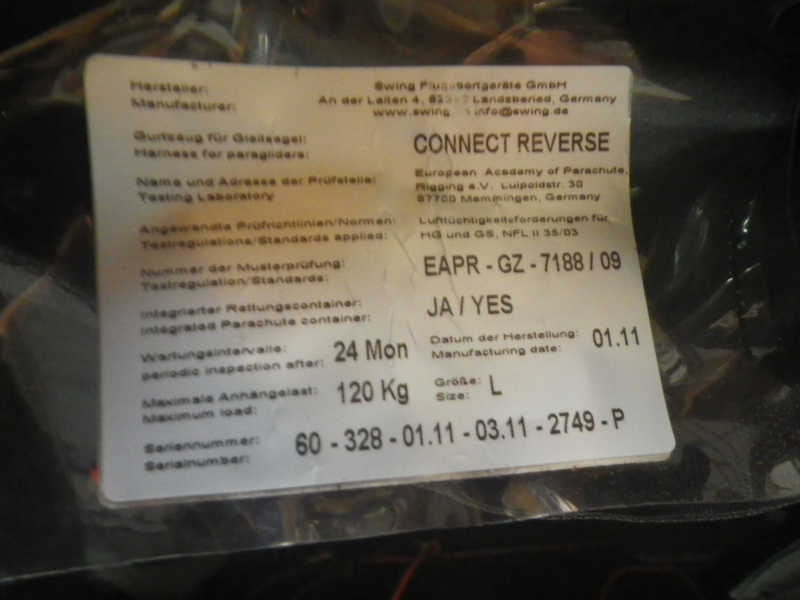 Hersteller: Swing GmbH
Manufacturer: An der Leiten 4, Landsberied, Germany
www.swing info@swing.de
Gurtzeug für Gleitsegel: CONNECT REVERSE
Harness for paragliders:
Name und Adresse der Prüfstelle: European Academy of Parachute,
Testing Laboratory Rigging e.V. Luipoldstr. 30
87700 Memmingen, Germany
Angewandte Prüfrichtlinien/Normen: Lufttüchtigkeitsforderungen für
Testregulations/Standards applied: HG und GS, NFL II 35/03
Nummer der Musterprüfung: EAPR - GZ - 7188 / 09
Testregulation/Standards:
Integrierter Rettungscontainer: JA / YES
Integrated Parachute container:
Wartungsintervalle: 24 Mon Datum der Herstellung: 01.11
periodic inspection after: Manufacturing date:
Maximale Anhängelast: 120 Kg Größe: L
Maximum load: Size:
Seriennummer: 60 - 328 - 01.11 - 03.11 - 2749 - P
Serialnumber: